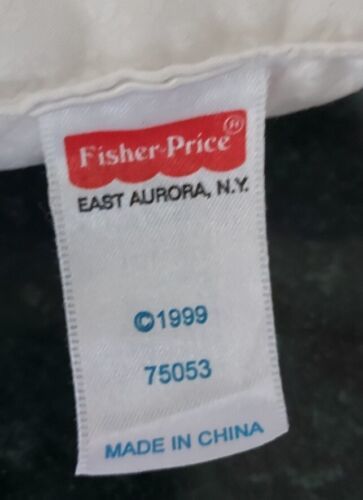 Fisher-Price®
EAST AURORA, N.Y.
©1999
75053
MADE IN CHINA